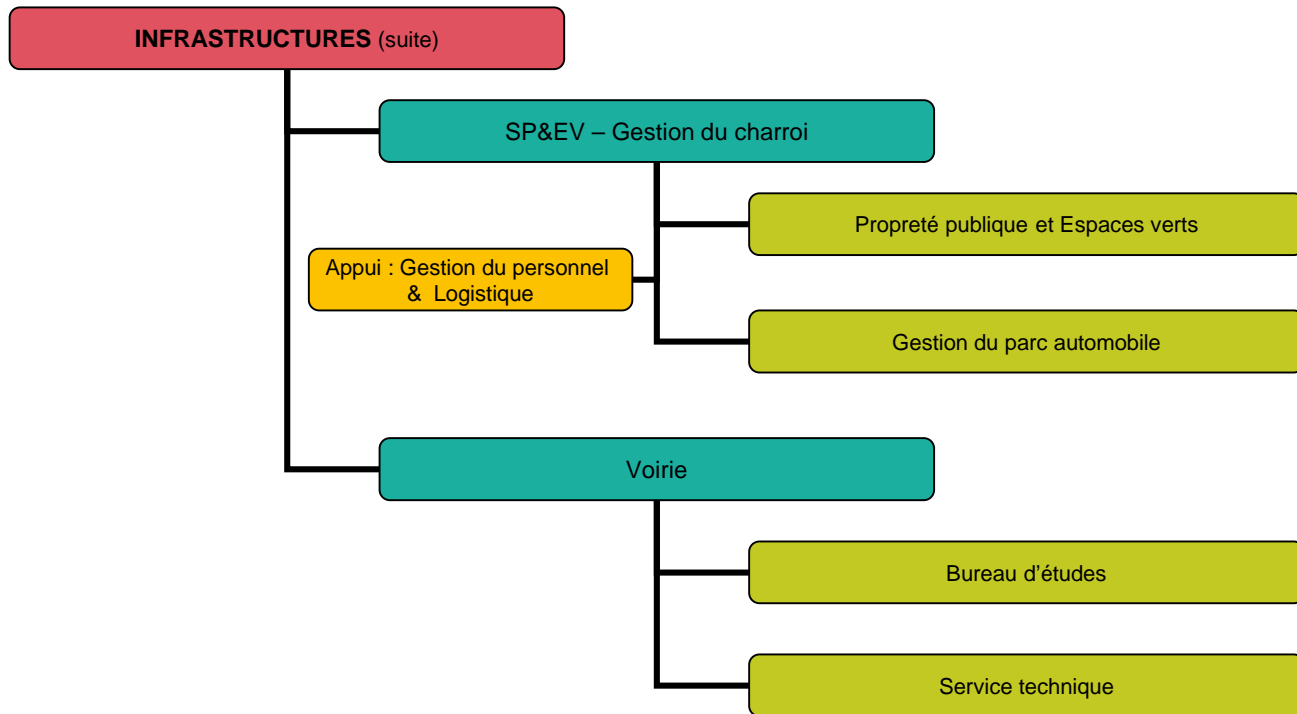 INFRASTRUCTURES (suite)
SP&EV – Gestion du charroi
Propreté publique et Espaces verts
Appui : Gestion du personnel
& Logistique
Gestion du parc automobile
Voirie
Bureau d’études
Service technique